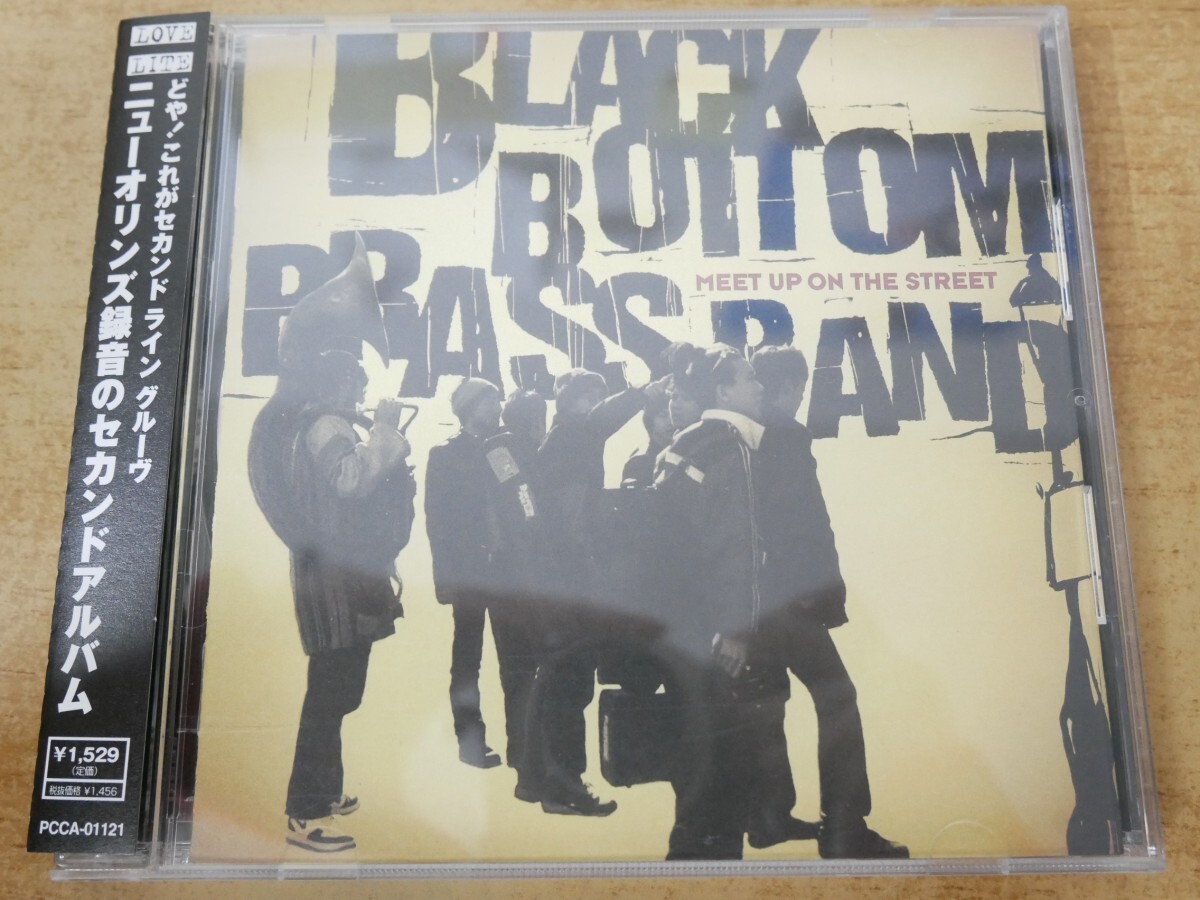 LOVE
LITE
どや!これがセカンド ライン グルーヴ
ニューオリンズ録音のセカンドアルバム
¥1,529
(定価)
税抜価格 ¥1,456
PCCA-01121
BLACK
BOTTOM
BRASS BAND
MEET UP ON THE STREET